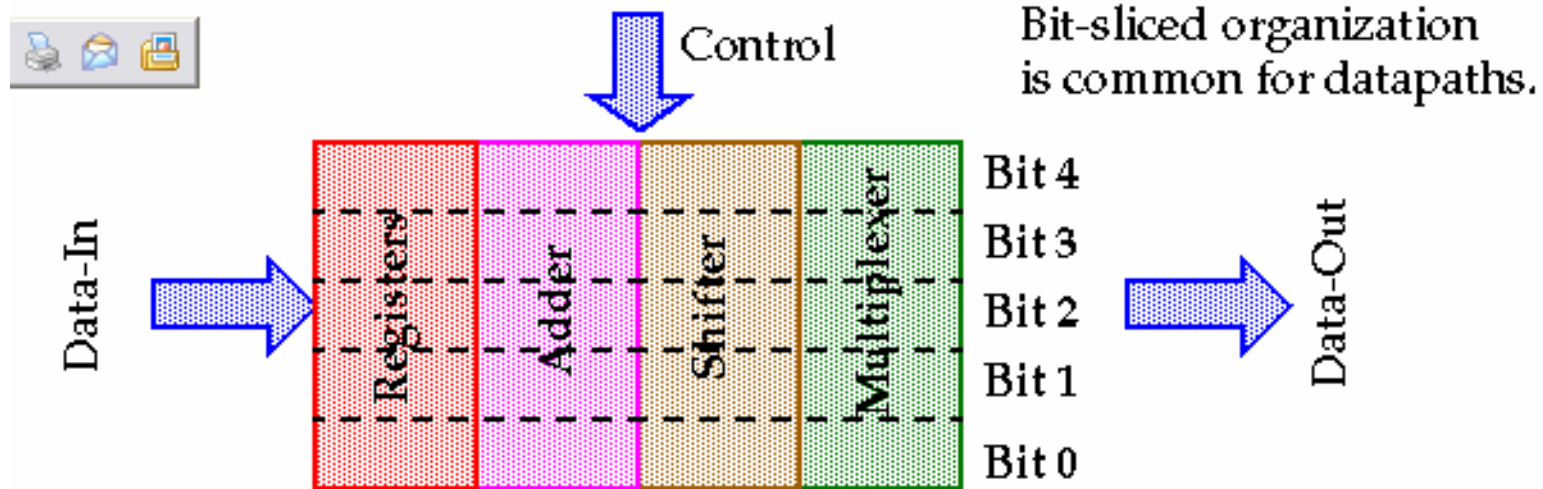 Control
Bit-sliced organization
is common for datapaths.
Data-In
Registers
Adder
Shifter
Multiplexer
Bit 4
Bit 3
Bit 2
Bit 1
Bit 0
Data-Out